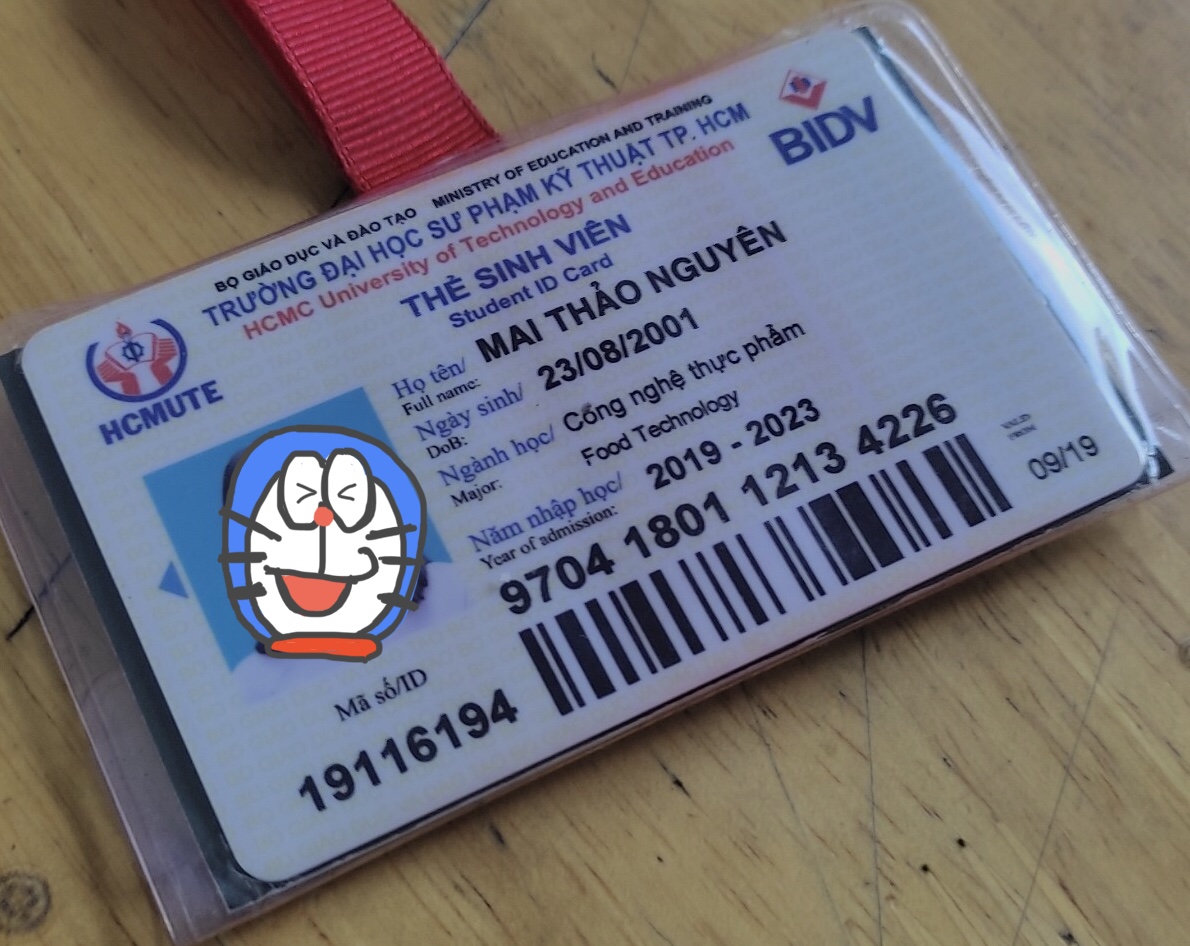 BỘ GIÁO DỤC VÀ ĐÀO TẠO MINISTRY OF EDUCATION AND TRAINING
TRƯỜNG ĐẠI HỌC SƯ PHẠM KỸ THUẬT TP. HCM
HCMC University of Technology and Education
BIDV
THẺ SINH VIÊN
Student ID Card
HCMUTE
Họ tên/ MAI THẢO NGUYÊN
Full name:
Ngày sinh/ 23/08/2001
DoB:
Ngành học/ Công nghệ thực phẩm
Major: Food Technology
Năm nhập học/ 2019 - 2023
Year of admission:
9704 1801 1213 4226
VALID FROM
09/19
Mã số/ID
19116194